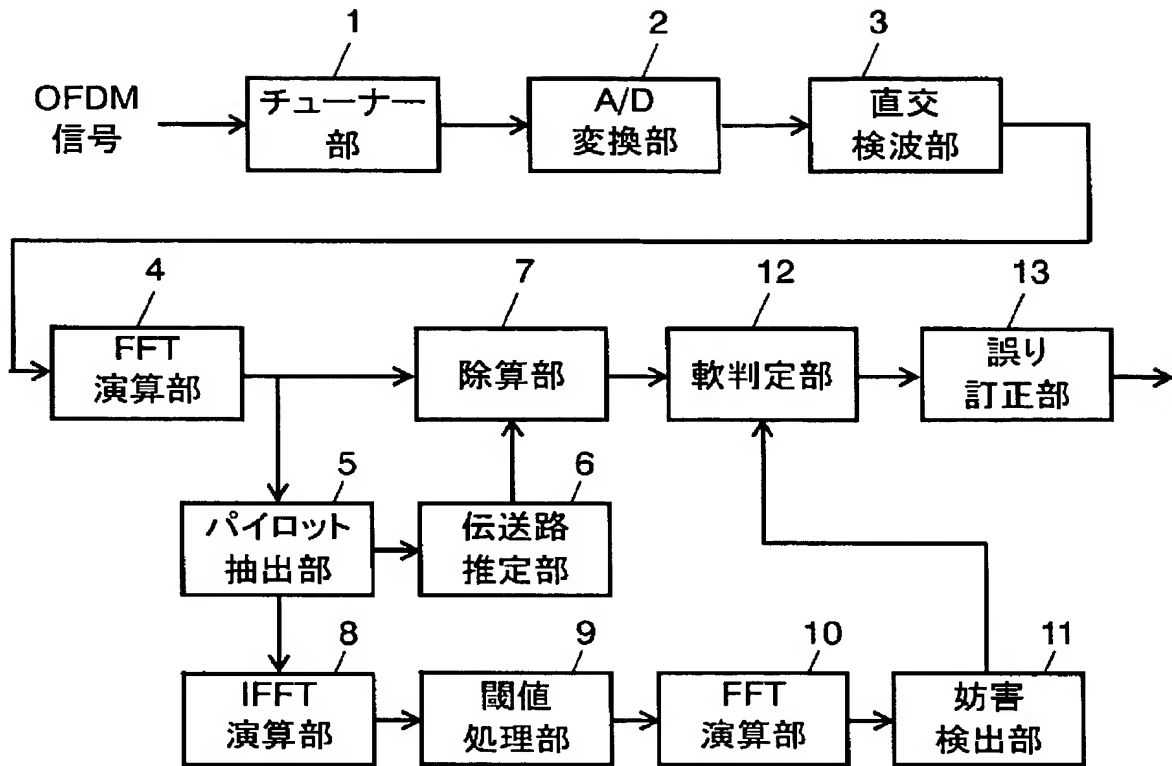 1
2
3
OFDM
信号
チューナー
部
A/D
変換部
直交
検波部
4
7
12
13
FFT
演算部
除算部
軟判定部
誤り
訂正部
5
6
パイロット
抽出部
伝送路
推定部
8
9
10
11
IFFT
演算部
閾値
処理部
FFT
演算部
妨害
検出部